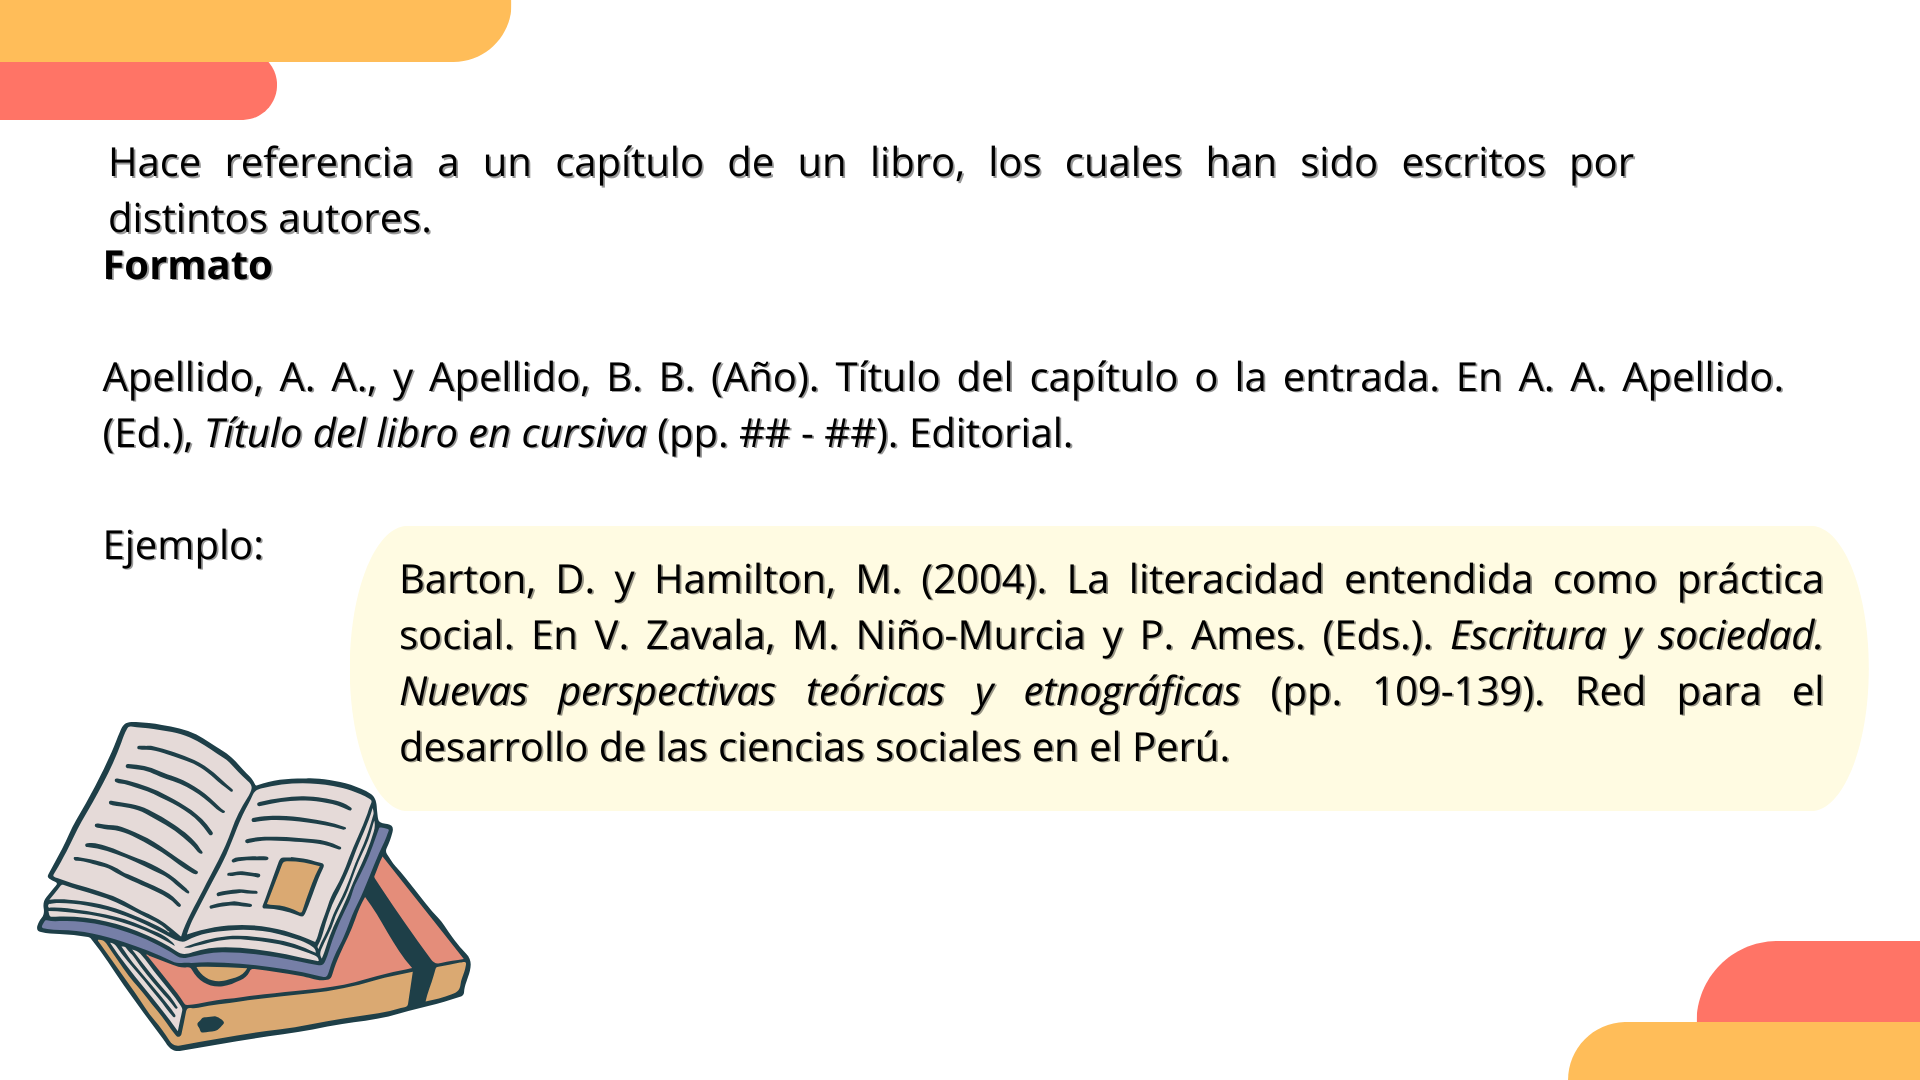 Hace referencia a un capítulo de un libro, los cuales han sido escritos por
distintos autores.
Formato
Apellido, A. A., y Apellido, B. B. (Año). Título del capítulo o la entrada. En A. A. Apellido.
(Ed.), Título del libro en cursiva (pp. ## - ##). Editorial.
Ejemplo:
Barton, D. y Hamilton, M. (2004). La literacidad entendida como práctica
social. En V. Zavala, M. Niño-Murcia y P. Ames. (Eds.). Escritura y sociedad.
Nuevas perspectivas teóricas y etnográficas (pp. 109-139). Red para el
desarrollo de las ciencias sociales en el Perú.